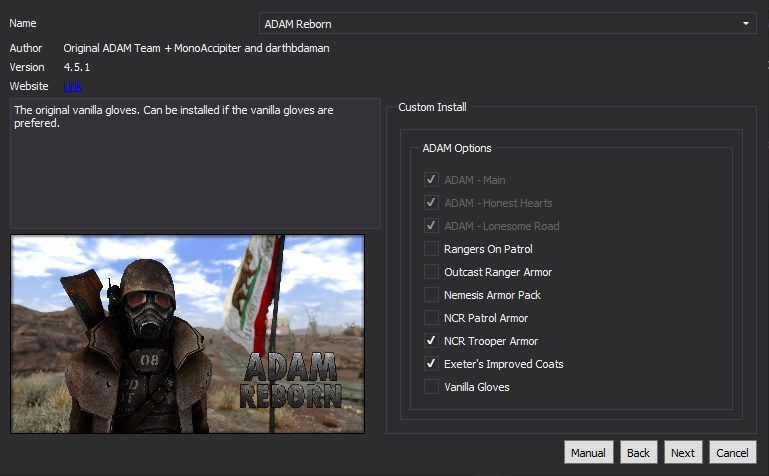 Name
ADAM Reborn
Author Original ADAM Team + MonoAccipiter and darthbdaman
Version 4.5.1
Website Link
The original vanilla gloves. Can be installed if the vanilla gloves are
prefered.
Custom Install
ADAM Options
ADAM - Main
ADAM - Honest Hearts
ADAM - Lonesome Road
Rangers On Patrol
Outcast Ranger Armor
Nemesis Armor Pack
NCR Patrol Armor
NCR Trooper Armor
Exeter's Improved Coats
Vanilla Gloves
08
ADAM
REBORN
Manual Back Next Cancel